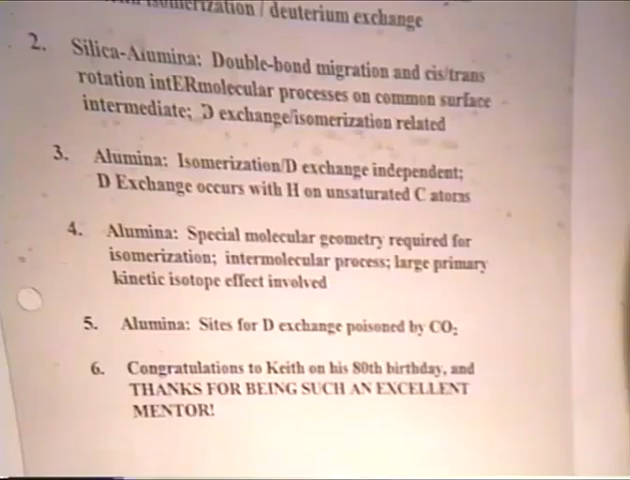 isomerization / deuterium exchange
2. Silica-Alumina: Double-bond migration and cis/trans
rotation intERmolecular processes on common surface
intermediate; D exchange/isomerization related
3. Alumina: Isomerization/D exchange independent;
D Exchange occurs with H on unsaturated C atoms
4. Alumina: Special molecular geometry required for
isomerization; intermolecular process; large primary
kinetic isotope effect involved
5. Alumina: Sites for D exchange poisoned by CO₂
6. Congratulations to Keith on his 80th birthday, and
THANKS FOR BEING SUCH AN EXCELLENT
MENTOR!